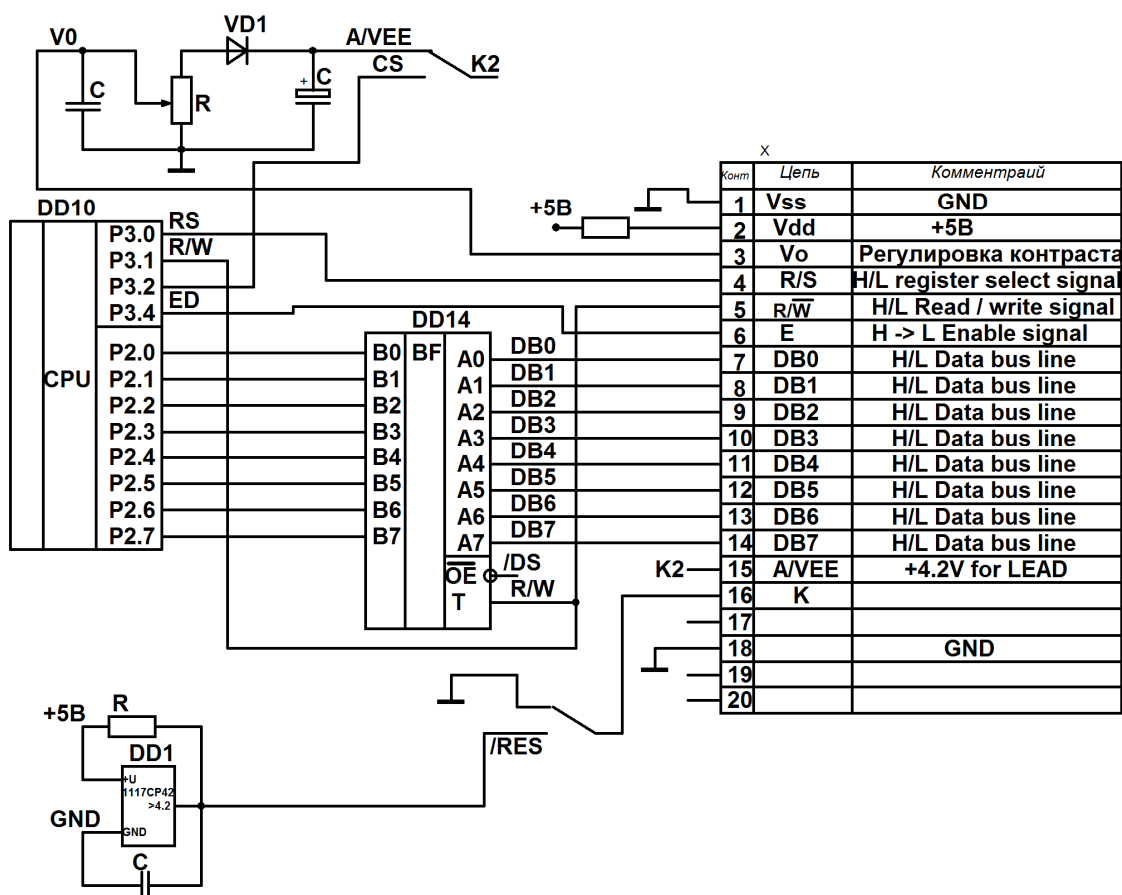 VD1
V0
A/VEE
CS
K2
C
R
+
C
X
Конт
Цепь
Комментраий
1 Vss GND
2 Vdd +5В
3 Vo Регулировка контраста
4 R/S H/L register select signal
5 R/W H/L Read / write signal
6 E H -> L Enable signal
7 DB0 H/L Data bus line
8 DB1 H/L Data bus line
9 DB2 H/L Data bus line
10 DB3 H/L Data bus line
11 DB4 H/L Data bus line
12 DB5 H/L Data bus line
13 DB6 H/L Data bus line
14 DB7 H/L Data bus line
K2 15 A/VEE +4.2V for LEAD
16 K
17
18 GND
19
20
+5В
DD10
CPU
P3.0 RS
P3.1 R/W
P3.2
P3.4 ED
P2.0
P2.1
P2.2
P2.3
P2.4
P2.5
P2.6
P2.7
DD14
BF
B0
B1
B2
B3
B4
B5
B6
B7
A0 DB0
A1 DB1
A2 DB2
A3 DB3
A4 DB4
A5 DB5
A6 DB6
A7 DB7
OE /DS
T R/W
/RES
+5В
R
DD1
+U
1117CP42
>4.2
GND
GND
C